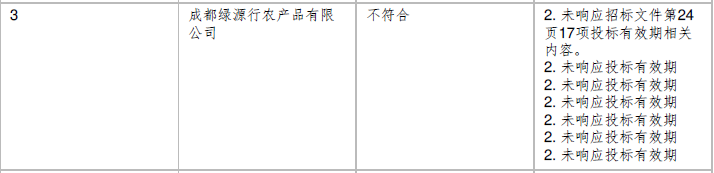 3
成都绿源行农产品有限
公司
不符合
2. 未响应招标文件第24
页17项投标有效期相关
内容。
2. 未响应投标有效期
2. 未响应投标有效期
2. 未响应投标有效期
2. 未响应投标有效期
2. 未响应投标有效期
2. 未响应投标有效期